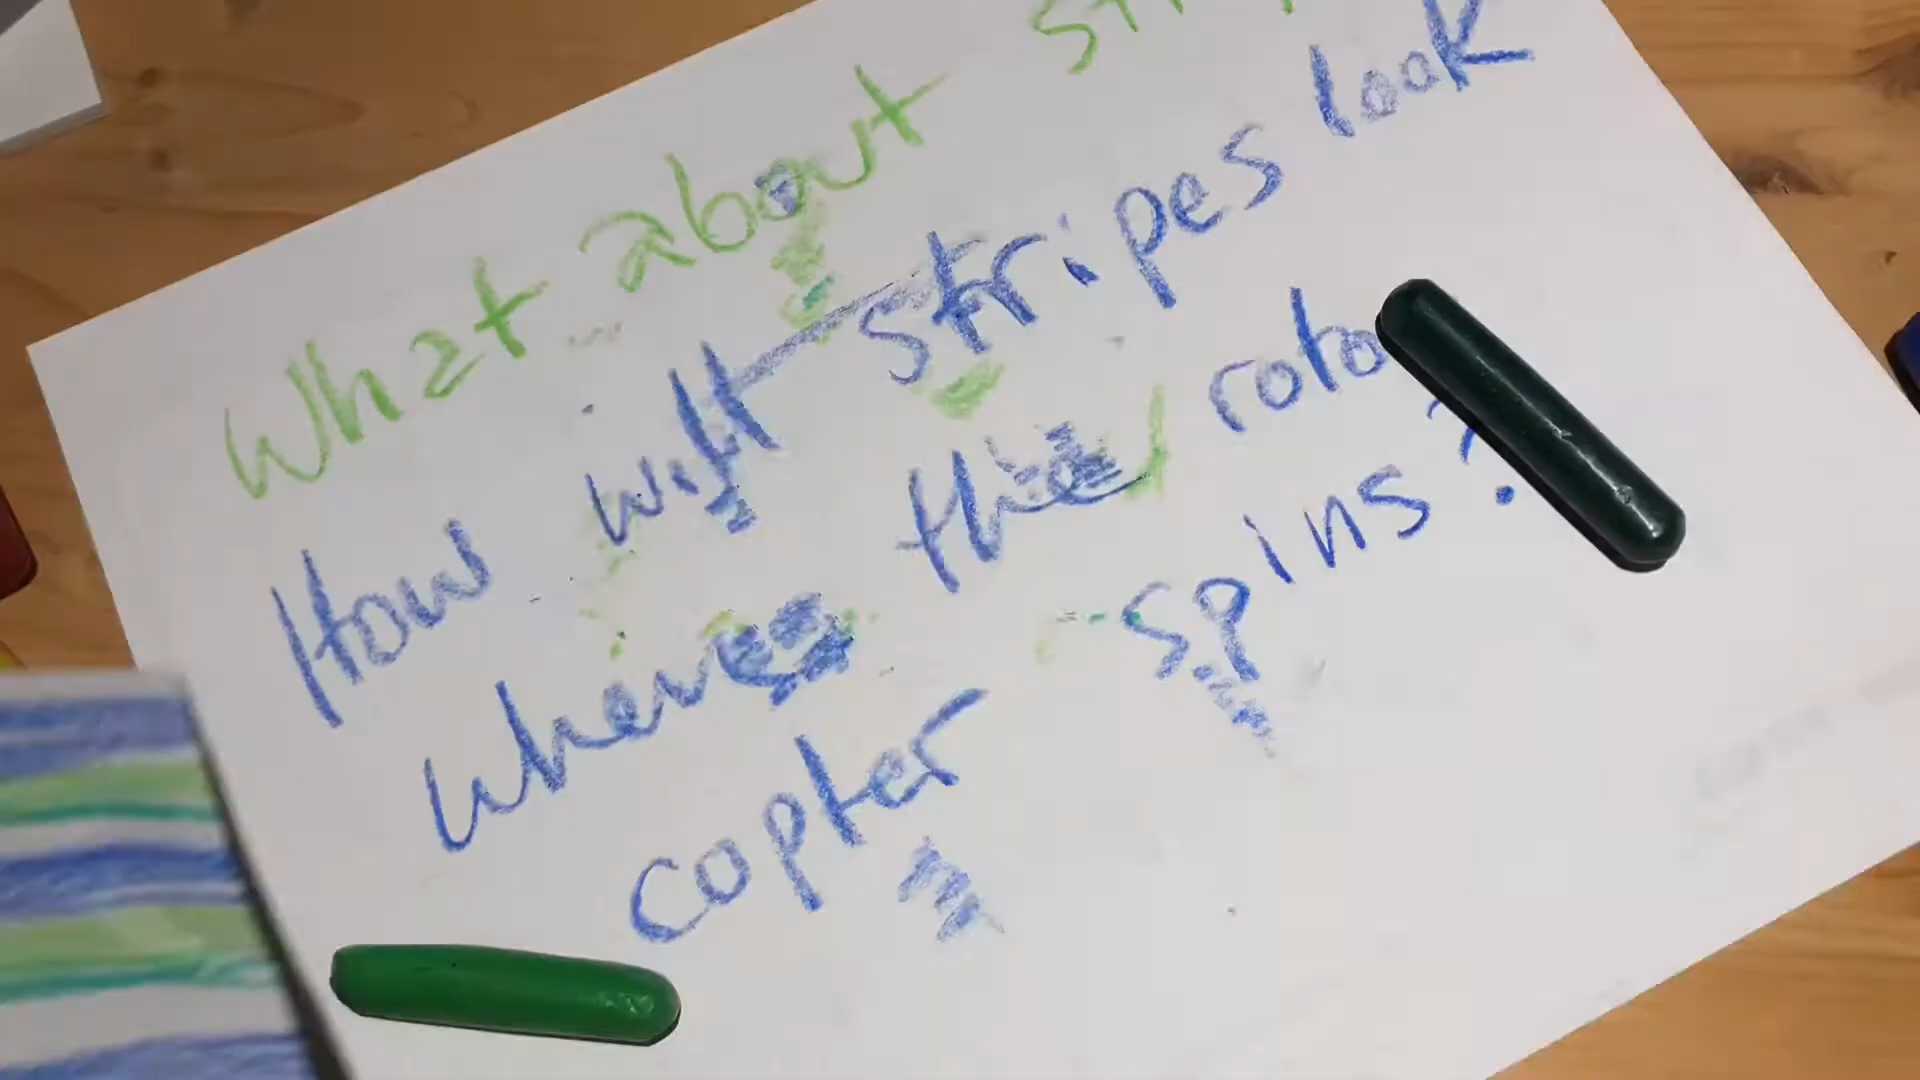 What about
How will stripes look
when the roto
copter spins?